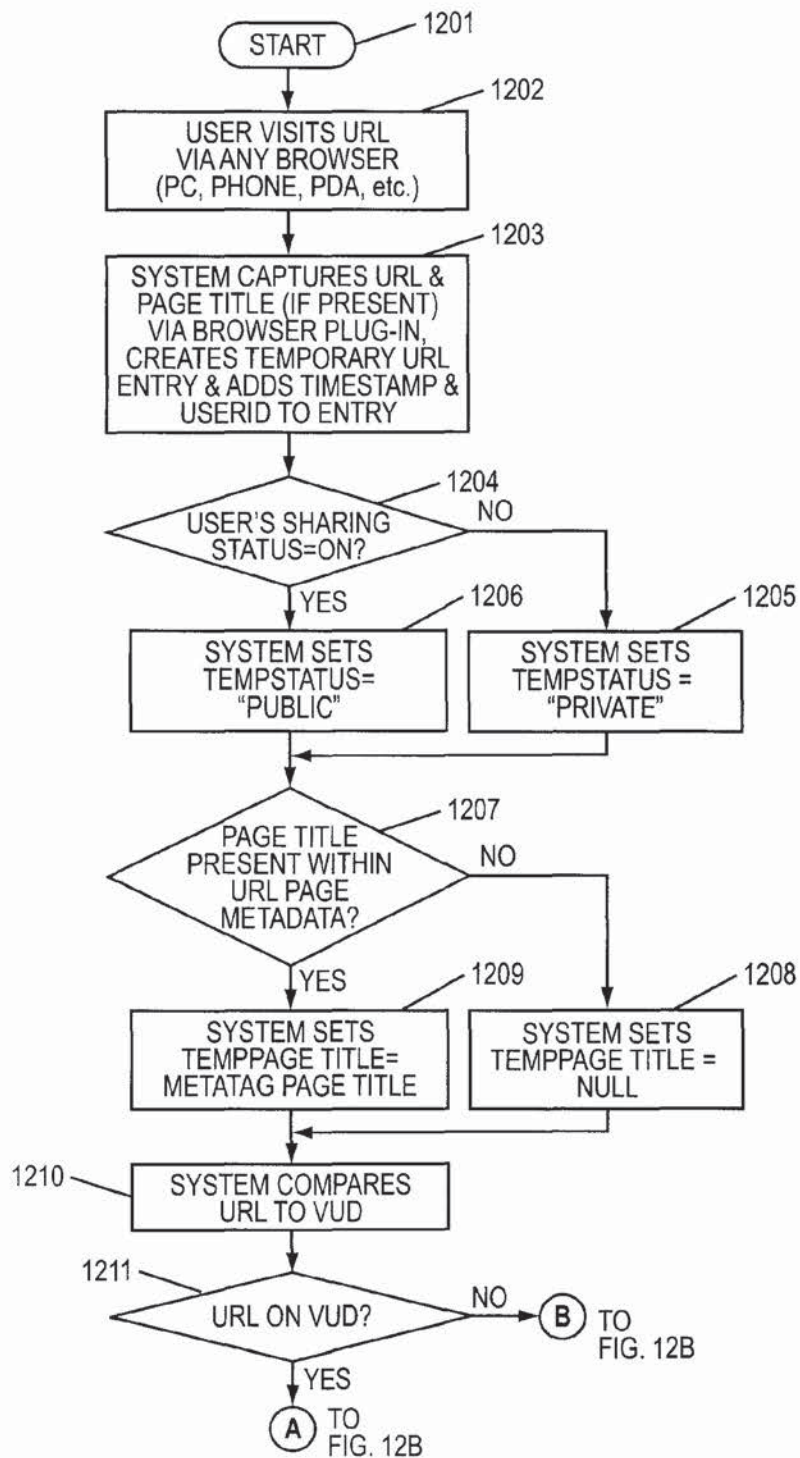 START
1201
1202
USER VISITS URL
VIA ANY BROWSER
(PC, PHONE, PDA, etc.)
1203
SYSTEM CAPTURES URL &
PAGE TITLE (IF PRESENT)
VIA BROWSER PLUG-IN,
CREATES TEMPORARY URL
ENTRY & ADDS TIMESTAMP &
USERID TO ENTRY
1204
USER'S SHARING
STATUS=ON?
NO
YES
1206
1205
SYSTEM SETS
TEMPSTATUS=
"PUBLIC"
SYSTEM SETS
TEMPSTATUS =
"PRIVATE"
1207
PAGE TITLE
PRESENT WITHIN
URL PAGE
METADATA?
NO
YES
1209
1208
SYSTEM SETS
TEMPPAGE TITLE=
METATAG PAGE TITLE
SYSTEM SETS
TEMPPAGE TITLE =
NULL
1210
SYSTEM COMPARES
URL TO VUD
1211
URL ON VUD?
NO
B
TO
FIG. 12B
YES
A
TO
FIG. 12B